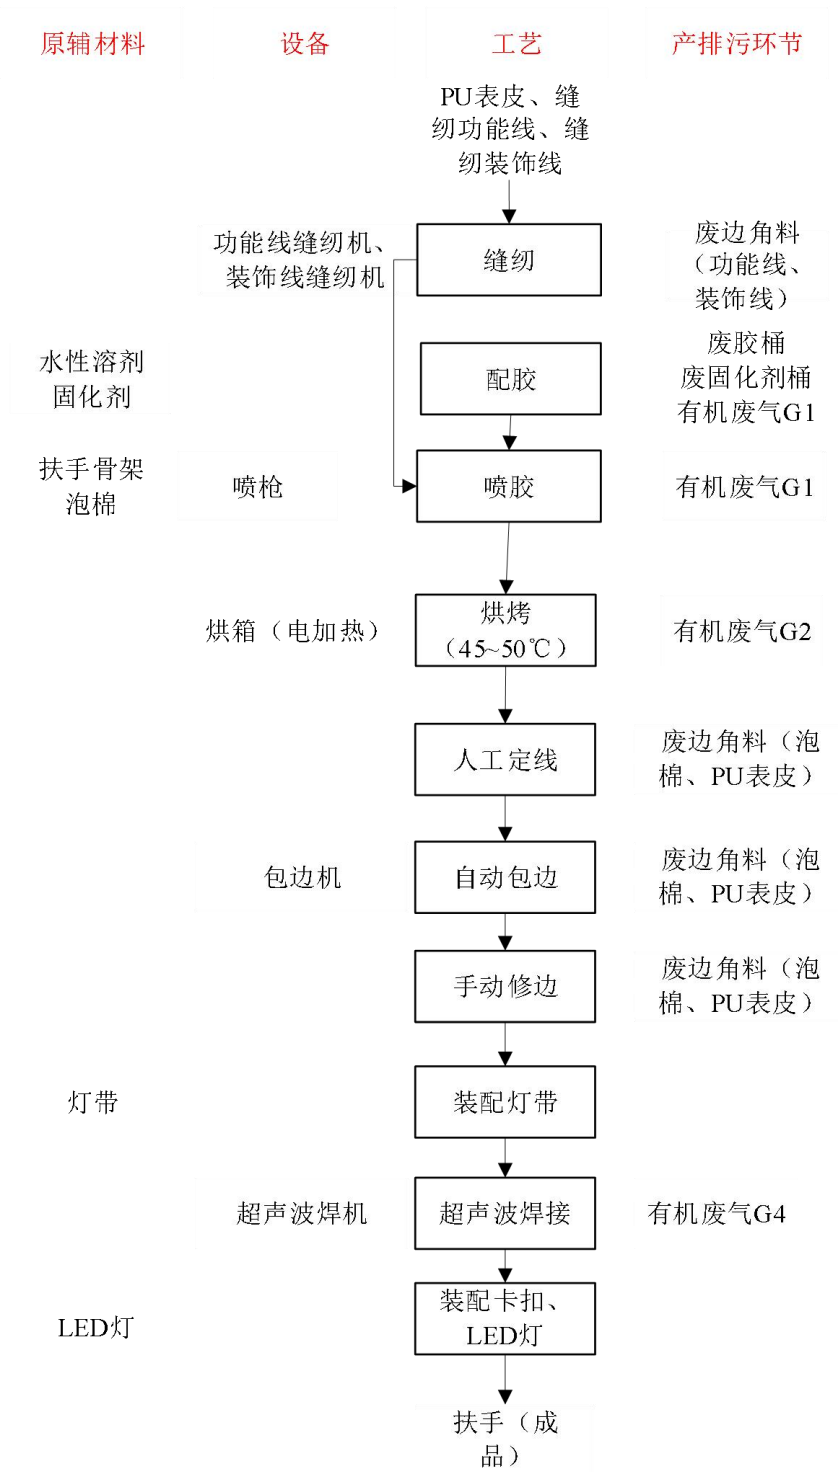 原辅材料 设备 工艺 产排污环节
PU表皮、缝
纫功能线、缝
纫装饰线
功能线缝纫机、
装饰线缝纫机
缝纫
废边角料
（功能线、
装饰线）
水性溶剂
固化剂
配胶
废胶桶
废固化剂桶
有机废气G1
扶手骨架
泡棉
喷枪
喷胶
有机废气G1
烘箱（电加热）
烘烤
（45~50℃）
有机废气G2
人工定线
废边角料（泡
棉、PU表皮）
包边机
自动包边
废边角料（泡
棉、PU表皮）
手动修边
废边角料（泡
棉、PU表皮）
灯带
装配灯带
超声波焊机
超声波焊接
有机废气G4
LED灯
装配卡扣、
LED灯
扶手（成
品）